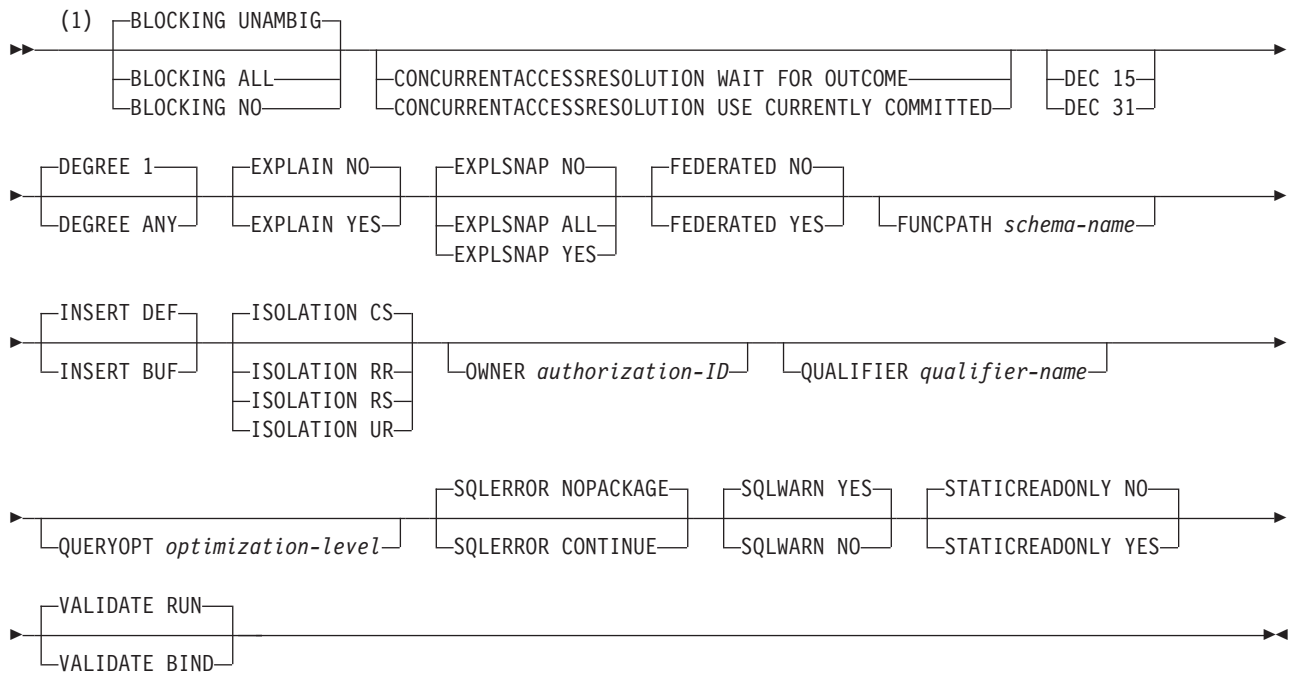 (1) BLOCKING UNAMBIG
BLOCKING ALL
BLOCKING NO
CONCURRENTACCESSRESOLUTION WAIT FOR OUTCOME
CONCURRENTACCESSRESOLUTION USE CURRENTLY COMMITTED
DEC 15
DEC 31
DEGREE 1
DEGREE ANY
EXPLAIN NO
EXPLAIN YES
EXPLSNAP NO
EXPLSNAP ALL
EXPLSNAP YES
FEDERATED NO
FEDERATED YES
FUNCPATH schema-name
INSERT DEF
INSERT BUF
ISOLATION CS
ISOLATION RR
ISOLATION RS
ISOLATION UR
OWNER authorization-ID
QUALIFIER qualifier-name
QUERYOPT optimization-level
SQLERROR NOPACKAGE
SQLERROR CONTINUE
SQLWARN YES
SQLWARN NO
STATICREADONLY NO
STATICREADONLY YES
VALIDATE RUN
VALIDATE BIND